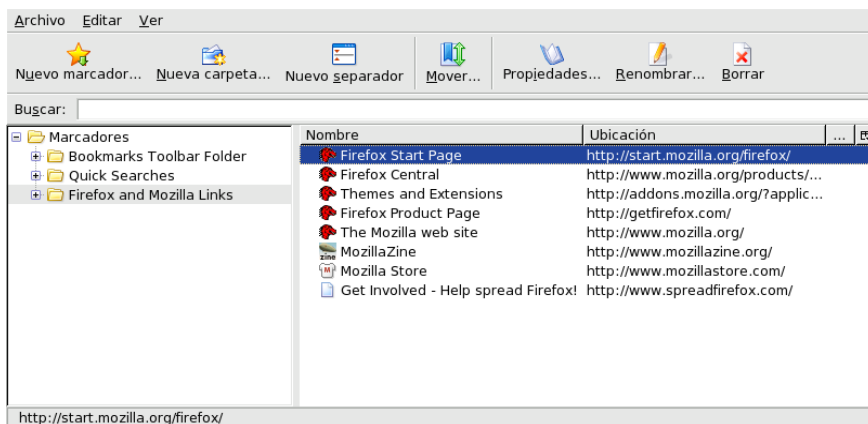 Archivo Editar Ver
Nuevo marcador... Nueva carpeta... Nuevo separador Mover... Propiedades... Renombrar... Borrar
Buscar:
Marcadores
Bookmarks Toolbar Folder
Quick Searches
Firefox and Mozilla Links
Nombre Ubicación ...
Firefox Start Page http://start.mozilla.org/firefox/
Firefox Central http://www.mozilla.org/products/...
Themes and Extensions http://addons.mozilla.org/?applic...
Firefox Product Page http://getfirefox.com/
The Mozilla web site http://www.mozilla.org/
MozillaZine http://www.mozillazine.org/
Mozilla Store http://www.mozillastore.com/
Get Involved - Help spread Firefox! http://www.spreadfirefox.com/
http://start.mozilla.org/firefox/